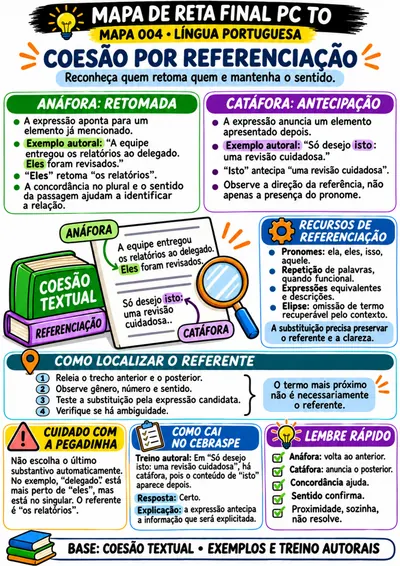 MAPA DE RETA FINAL PC TO
MAPA 004 • LÍNGUA PORTUGUESA
COESÃO POR REFERENCIAÇÃO
Reconheça quem retoma quem e mantenha o sentido.
ANÁFORA: RETOMADA
A expressão aponta para um
elemento já mencionado.
Exemplo autoral: "A equipe
entregou os relatórios ao delegado.
Eles foram revisados."
"Eles" retoma "os relatórios".
A concordância no plural e o sentido
da passagem ajudam a identificar
a relação.
CATÁFORA: ANTECIPAÇÃO
A expressão anuncia um elemento
apresentado depois.
Exemplo autoral: "Só desejo isto:
uma revisão cuidadosa."
"Isto" antecipa "uma revisão cuidadosa".
Observe a direção da referência, não
apenas a presença do pronome.
ANÁFORA
A equipe entregou
os relatórios ao delegado.
Eles foram revisados.
Só desejo isto:
uma revisão
cuidadosa..
CATÁFORA
COESÃO
TEXTUAL
REFERENCIAÇÃO
RECURSOS DE
REFERENCIAÇÃO
Pronomes: ela, eles, isso,
aquele.
Repetição de palavras,
quando funcional.
Expressões equivalentes
e descrições.
Elipse: omissão de termo
recuperável pelo contexto.
A substituição precisa preservar
o referente e a clareza.
COMO LOCALIZAR O REFERENTE
1 Releia o trecho anterior e o posterior.
2 Observe gênero, número e sentido.
3 Teste a substituição pela expressão candidata.
4 Verifique se há ambiguidade.
O termo mais próximo
não é necessariamente
o referente.
CUIDADO COM
A PEGADINHA
Não escolha o último
substantivo automaticamente.
No exemplo, "delegado" está
mais perto de "eles", mas
está no singular. O referente
é "os relatórios".
COMO CAI
NO CEBRASPE
Treino autoral: Em "Só desejo
isto: uma revisão cuidadosa", há
catáfora, pois o conteúdo de "isto"
aparece depois.
Resposta: Certo.
Explicação: a expressão antecipa
a informação que será explicitada.
LEMBRE RÁPIDO
Anáfora: volta ao anterior.
Catáfora: anuncia o posterior.
Concordância ajuda.
Sentido confirma.
Proximidade, sozinha,
não resolve.
BASE: COESÃO TEXTUAL • EXEMPLOS E TREINO AUTORAIS